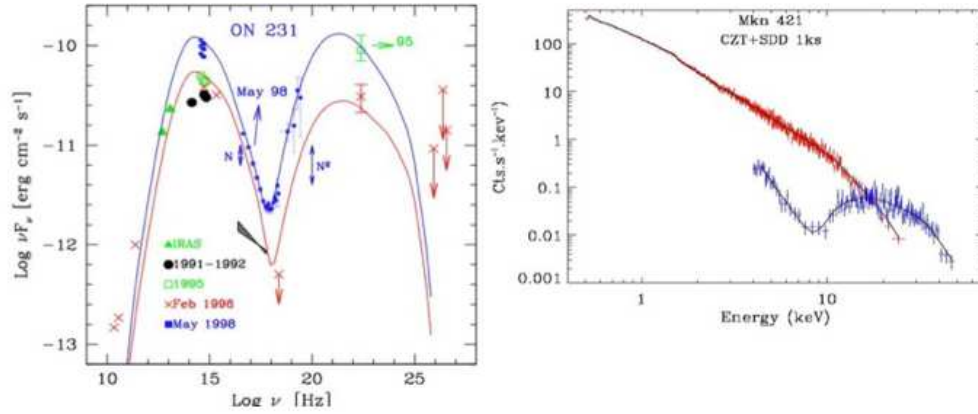 ON 231
95
May 98
N
N*
IRAS
1991-1992
1995
Feb 1998
May 1998
-10
-11
-12
-13
10
15
20
25
Log ν [Hz]
Log νFν [erg cm⁻² s⁻¹]
Mkn 421
CZT+SDD 1ks
100
10
1
0.1
0.01
0.001
1
10
Energy (keV)
Cts.s⁻¹.kev⁻¹